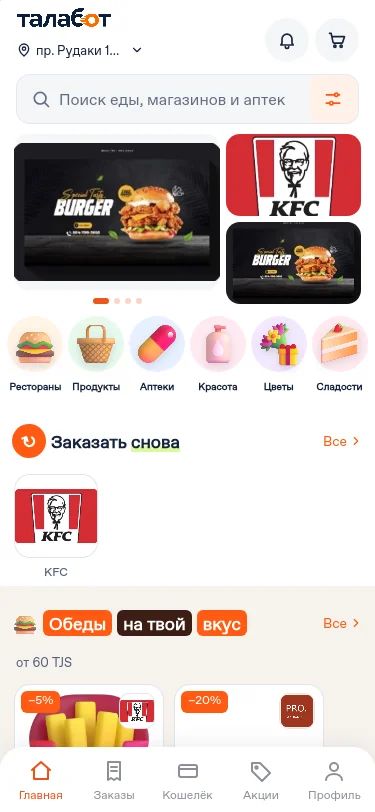 талабот
пр. Рудаки 1...
Поиск еды, магазинов и аптек
Special Tasty
BURGER
KFC
Special Tasty
BURGER
Рестораны
Продукты
Аптеки
Красота
Цветы
Сладости
Заказать снова
Все
KFC
KFC
Обеды на твой вкус
Все
от 60 TJS
–5%
KFC
–20%
PRO.
Главная
Заказы
Кошелёк
Акции
Профиль